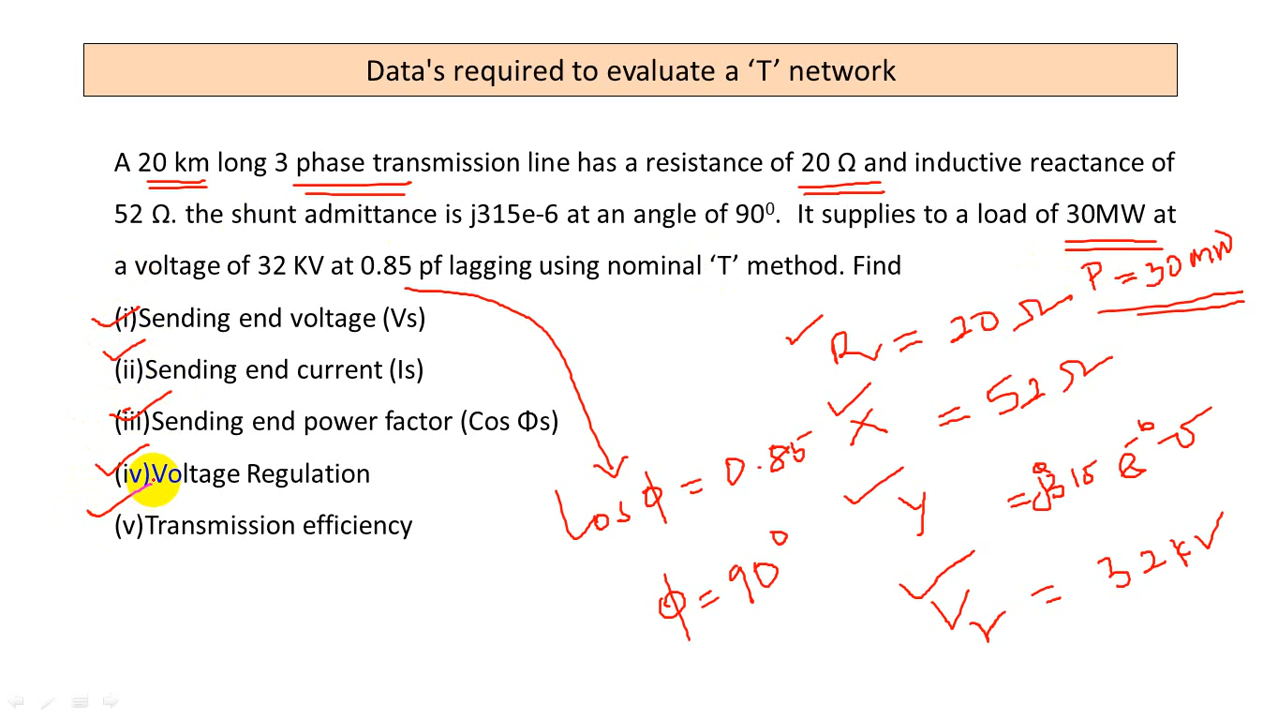 Data's required to evaluate a ‘T’ network
A 20 km long 3 phase transmission line has a resistance of 20 Ω and inductive reactance of
52 Ω. the shunt admittance is j315e-6 at an angle of 90⁰.  It supplies to a load of 30MW at
a voltage of 32 KV at 0.85 pf lagging using nominal ‘T’ method. Find
(i)Sending end voltage (Vs)
(ii)Sending end current (Is)
(iii)Sending end power factor (Cos Φs)
(iv).Voltage Regulation
(v)Transmission efficiency
P = 30 MW
R = 20 Ω
X = 52 Ω
Cos ϕ = 0.85
Y =
ϕ = 90°
Vr = 32 kV